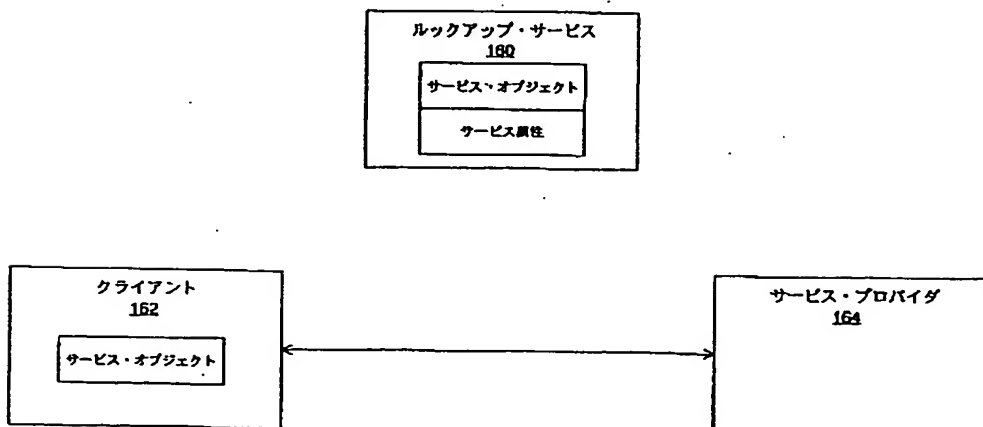 ルックアップ・サービス
160
サービス・オブジェクト
サービス属性
クライアント
162
サービス・オブジェクト
サービス・プロバイダ
164